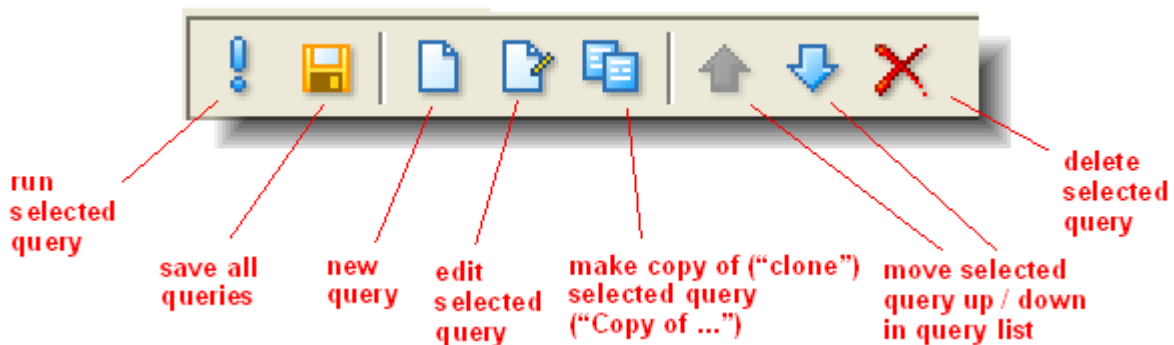 run
selected
query
save all
queries
new
query
edit
selected
query
make copy of (“clone”)
selected query
(“Copy of ...”)
move selected
query up / down
in query list
delete
selected
query